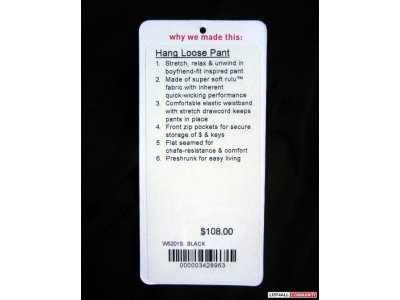 why we made this:
Hang Loose Pant
1. Stretch, relax & unwind in
boyfriend-fit inspired pant
2. Made of super soft rulu™
fabric with inherent
quick-wicking performance
3. Comfortable elastic waistband
with stretch drawcord keeps
pants in place
4. Front zip pockets for secure
storage of $ & keys
5. Flat seamed for
chafe-resistance & comfort
6. Preshrunk for easy living
$108.00
W5201S BLACK
000003428963
LIST4ALL COMMUNITY